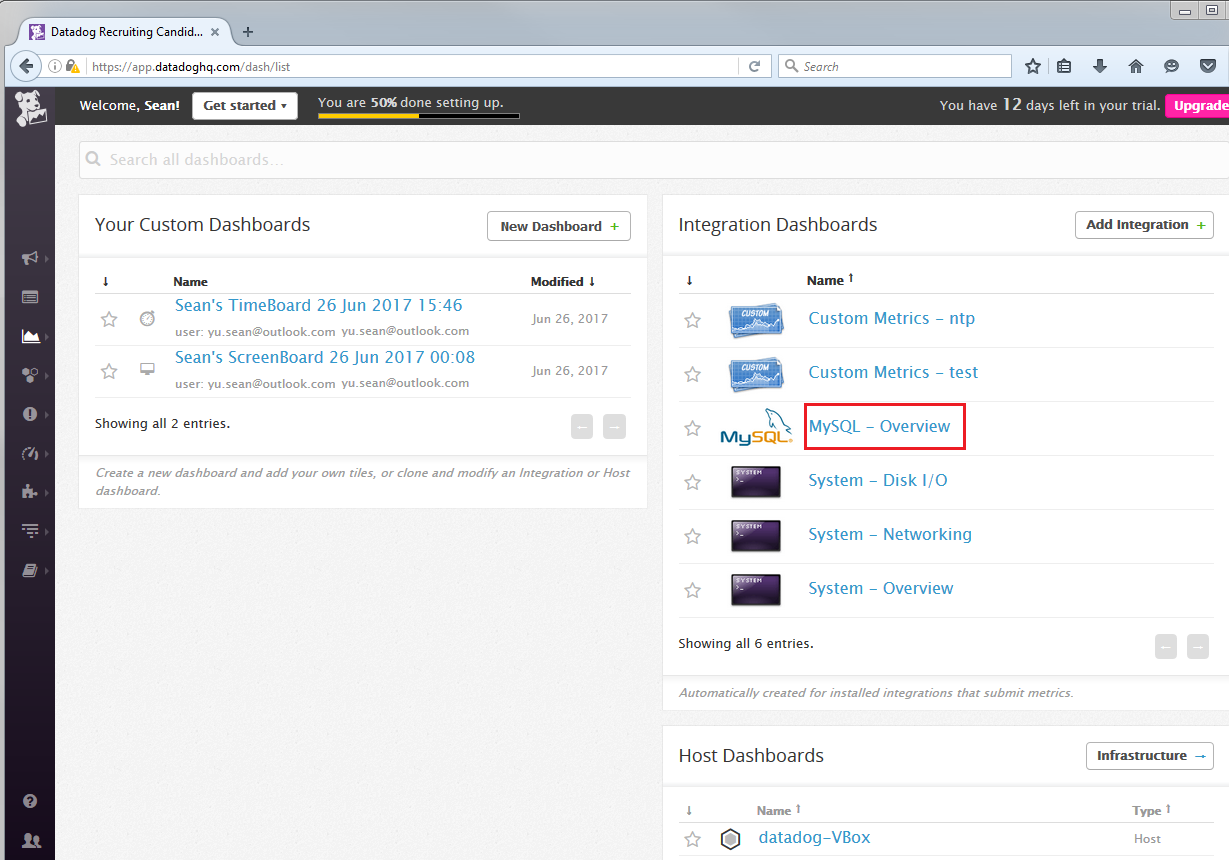 Datadog Recruiting Candid...
https://app.datadoghq.com/dash/list
Search
Welcome, Sean!
Get started
You are 50% done setting up.
You have 12 days left in your trial.
Upgrade
Search all dashboards...
Your Custom Dashboards
New Dashboard +
↓ Name Modified ↓
Sean's TimeBoard 26 Jun 2017 15:46
user: yu.sean@outlook.com yu.sean@outlook.com
Jun 26, 2017
Sean's ScreenBoard 26 Jun 2017 00:08
user: yu.sean@outlook.com yu.sean@outlook.com
Jun 26, 2017
Showing all 2 entries.
← →
Create a new dashboard and add your own tiles, or clone and modify an Integration or Host
dashboard.
Integration Dashboards
Add Integration +
↓ Name ↑
CUSTOM
Custom Metrics - ntp
CUSTOM
Custom Metrics - test
MySQL
MySQL - Overview
SYSTEM
>_
System - Disk I/O
SYSTEM
>_
System - Networking
SYSTEM
>_
System - Overview
Showing all 6 entries.
← →
Automatically created for installed integrations that submit metrics.
Host Dashboards
Infrastructure →
↓ Name ↑ Type ↑
datadog-VBox
Host